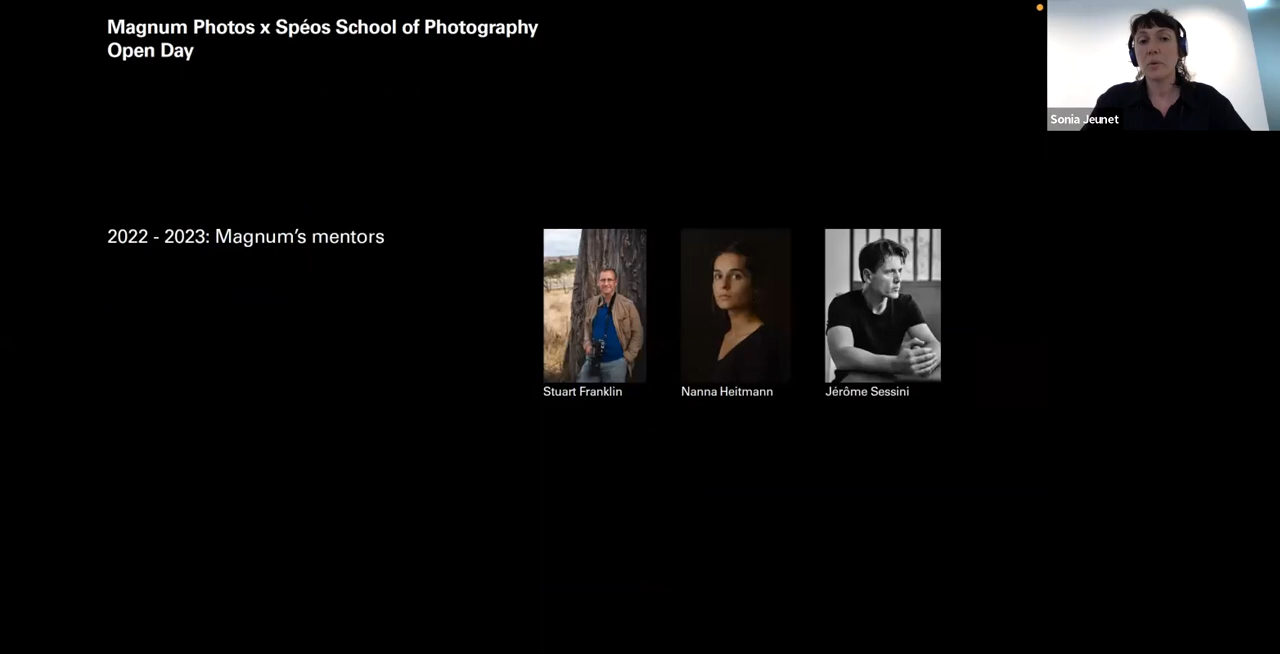 Magnum Photos x Spéos School of Photography
Open Day
Sonia Jeunet
2022 - 2023: Magnum's mentors
Stuart Franklin
Nanna Heitmann
Jérôme Sessini